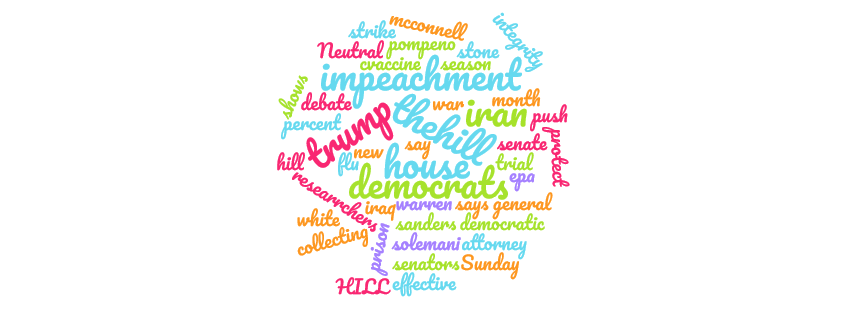 mcconnell
integrity
strike
Neutral
pompeno
stone
cvaccine
season
impeachment
shows
debate
thehill
war
month
iran
push
percent
trump
protect
say
senate
new
hill
flu
house
trial
democrats
epa
researrchers
iraq
warren
says
general
white
sanders
democratic
collecting
prison
solemani
attorney
senators
Sunday
HILL
effective